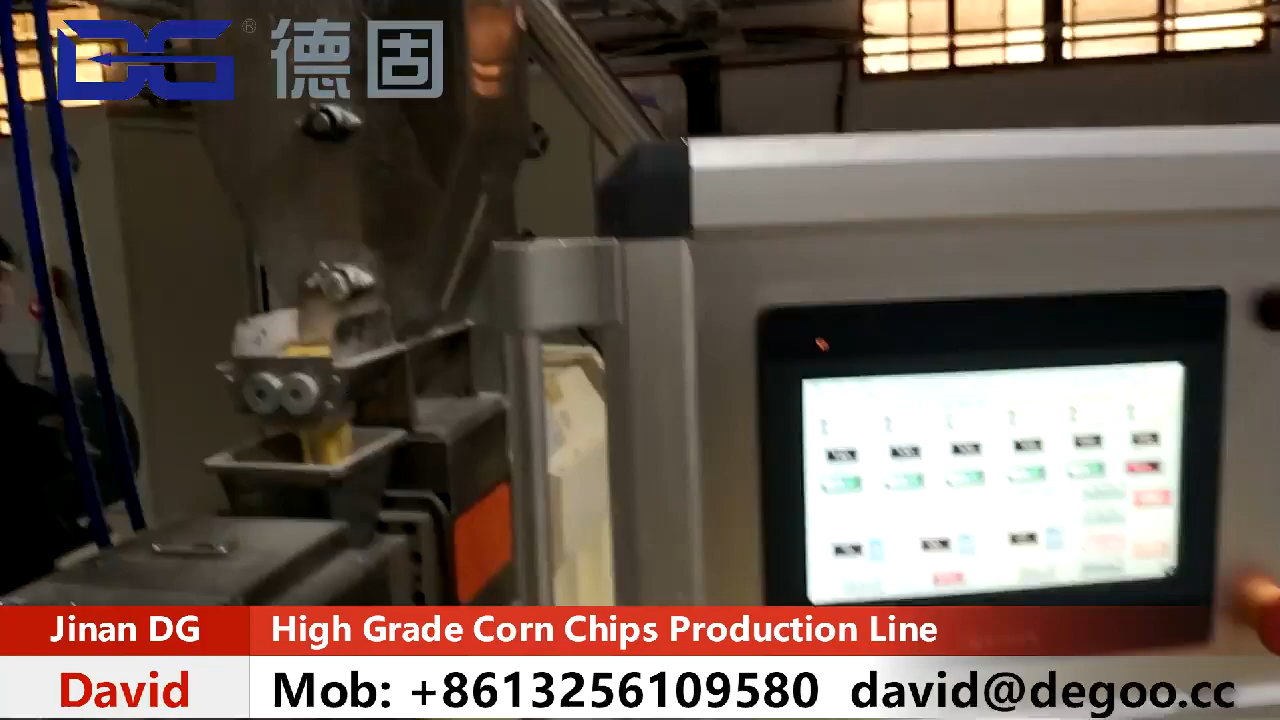 DG ® 德固
Jinan DG High Grade Corn Chips Production Line
David Mob: +8613256109580 david@degoo.cc